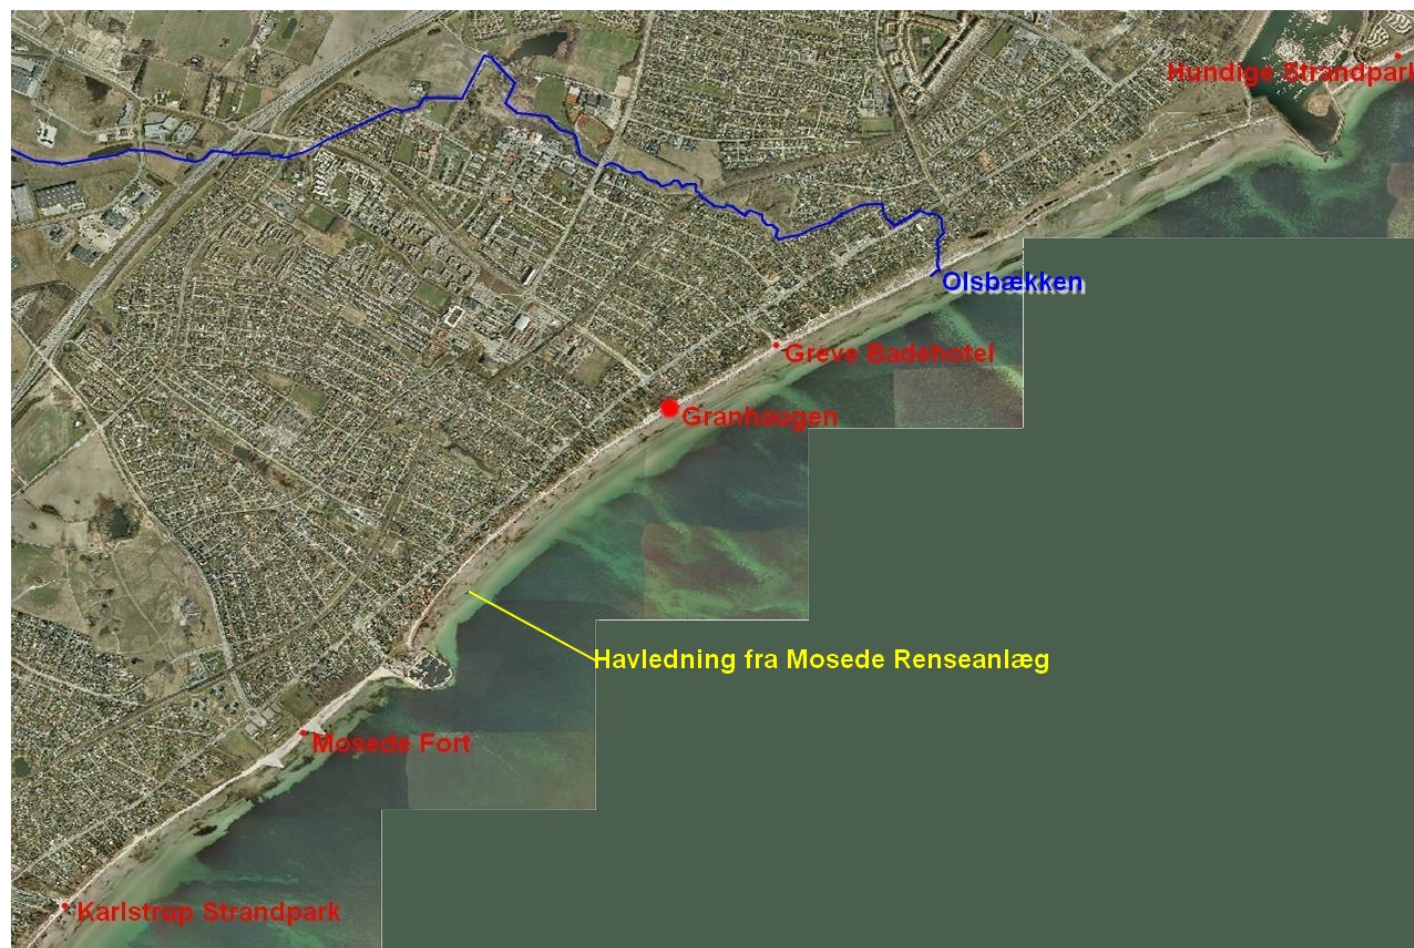 Hundige Strandpark
Olsbækken
Greve Badehotel
Granhaugen
Havledning fra Mosede Renseanlæg
Mosede Fort
Karlstrup Strandpark